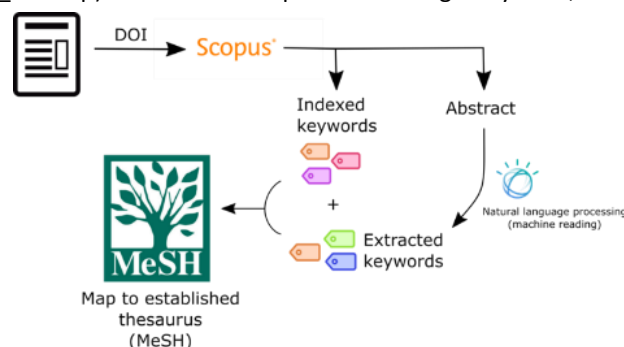 DOI
Scopus
Indexed
keywords
Abstract
+
Natural language processing
(machine reading)
Extracted
keywords
MeSH
Map to established
thesaurus
(MeSH)